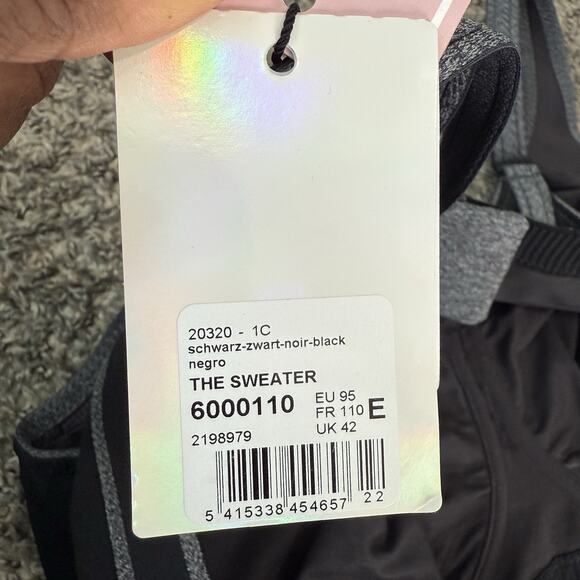 20320 - 1C
schwarz-zwart-noir-black
negro
THE SWEATER
6000110
EU 95
FR 110
UK 42
E
2198979
5 415338 454657 22